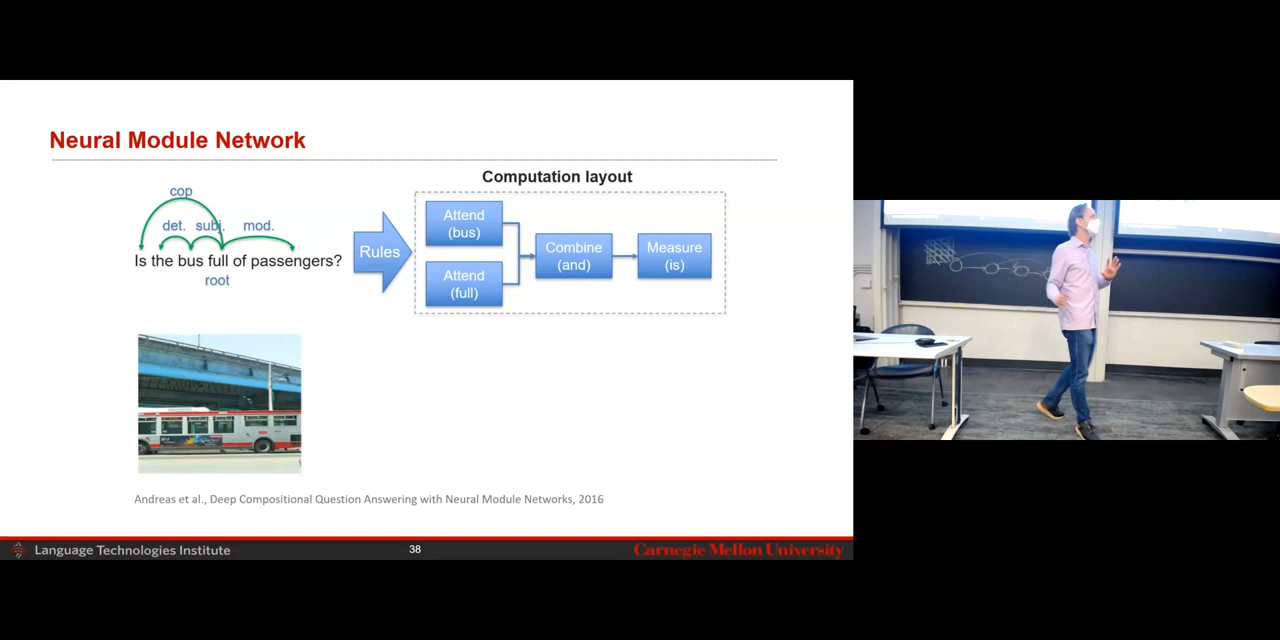 Neural Module Network
Computation layout
cop
det. subj. mod.
Is the bus full of passengers?
root
Rules
Attend
(bus)
Attend
(full)
Combine
(and)
Measure
(is)
Andreas et al., Deep Compositional Question Answering with Neural Module Networks, 2016
Language Technologies Institute
38
Carnegie Mellon University